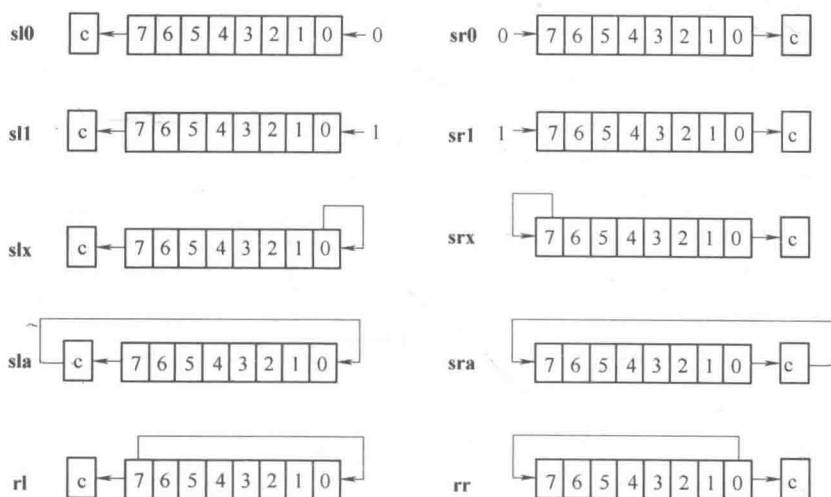 sl0 c 7 6 5 4 3 2 1 0 0
sr0 0 7 6 5 4 3 2 1 0 c
sl1 c 7 6 5 4 3 2 1 0 1
sr1 1 7 6 5 4 3 2 1 0 c
slx c 7 6 5 4 3 2 1 0
srx 7 6 5 4 3 2 1 0 c
sla c 7 6 5 4 3 2 1 0
sra 7 6 5 4 3 2 1 0 c
rl c 7 6 5 4 3 2 1 0
rr 7 6 5 4 3 2 1 0 c